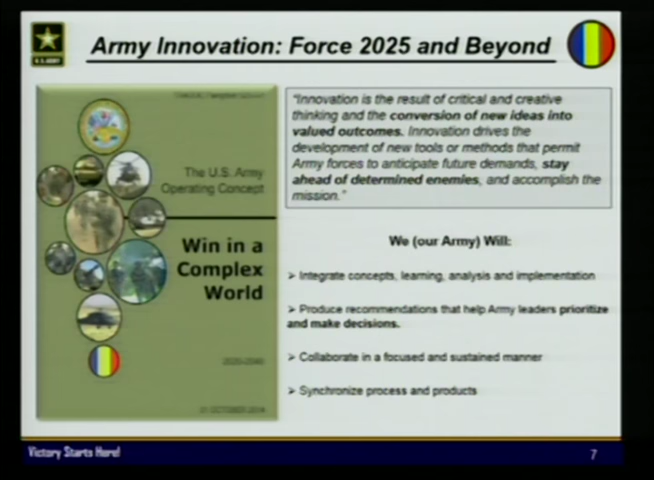 U.S. ARMY
Army Innovation: Force 2025 and Beyond
The U.S. Army
Operating Concept
Win in a
Complex
World
2020-2040
31 OCTOBER 2014
"Innovation is the result of critical and creative
thinking and the conversion of new ideas into
valued outcomes. Innovation drives the
development of new tools or methods that permit
Army forces to anticipate future demands, stay
ahead of determined enemies, and accomplish the
mission."
We (our Army) Will:
➢ Integrate concepts, learning, analysis and implementation
➢ Produce recommendations that help Army leaders prioritize
and make decisions.
➢ Collaborate in a focused and sustained manner
➢ Synchronize process and products
Victory Starts Here!
7